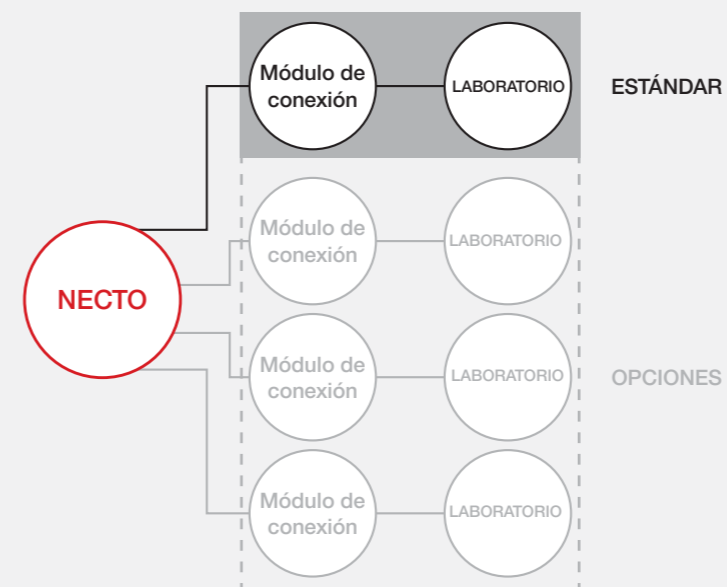 Módulo de
conexión
LABORATORIO
ESTÁNDAR
Módulo de
conexión
LABORATORIO
NECTO
Módulo de
conexión
LABORATORIO
OPCIONES
Módulo de
conexión
LABORATORIO